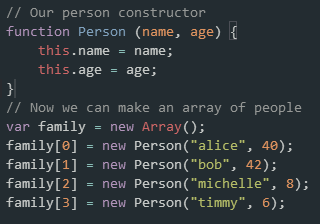 // Our person constructor
function Person (name, age) {
    this.name = name;
    this.age = age;
}
// Now we can make an array of people
var family = new Array();
family[0] = new Person("alice", 40);
family[1] = new Person("bob", 42);
family[2] = new Person("michelle", 8);
family[3] = new Person("timmy", 6);